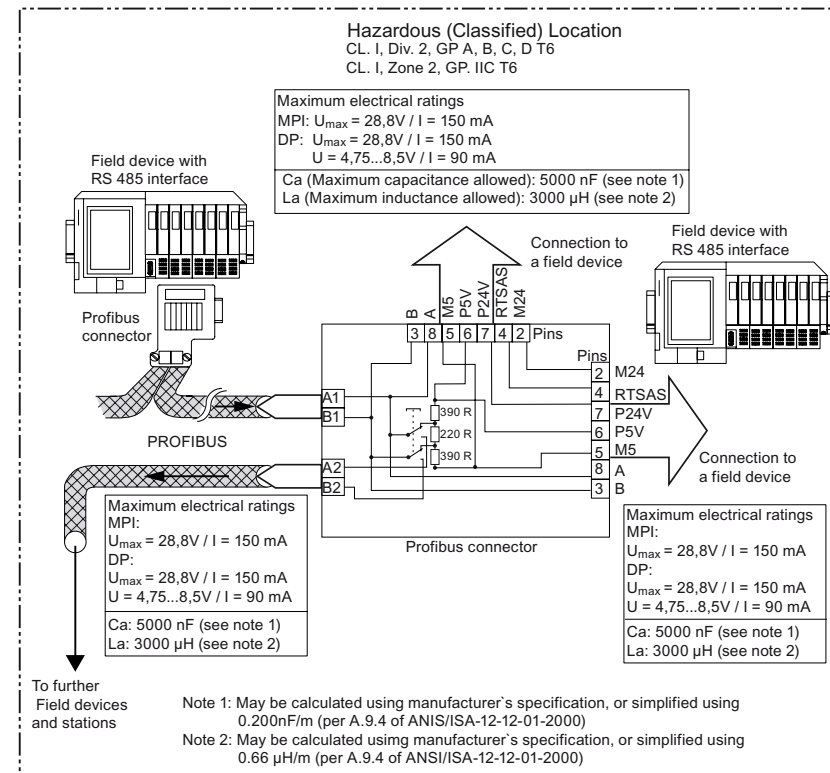 Hazardous (Classified) Location
CL. I, Div. 2, GP A, B, C, D T6
CL. I, Zone 2, GP. IIC T6
Maximum electrical ratings
MPI: Umax = 28,8V / I = 150 mA
DP: Umax = 28,8V / I = 150 mA
U = 4,75...8,5V / I = 90 mA
Ca (Maximum capacitance allowed): 5000 nF (see note 1)
La (Maximum inductance allowed): 3000 µH (see note 2)
Field device with
RS 485 interface
Profibus
connector
Connection to
a field device
Field device with
RS 485 interface
B
A
M5
P5V
P24V
RTSAS
M24
3 8 5 6 7 4 2 Pins
Pins
2 M24
4 RTSAS
7 P24V
6 P5V
5 M5
8 A
3 B
A1
B1
390 R
220 R
390 R
A2
B2
PROFIBUS
Connection to
a field device
Profibus connector
Maximum electrical ratings
MPI:
Umax = 28,8V / I = 150 mA
DP:
Umax = 28,8V / I = 150 mA
U = 4,75...8,5V / I = 90 mA
Ca: 5000 nF (see note 1)
La: 3000 µH (see note 2)
Maximum electrical ratings
MPI:
Umax = 28,8V / I = 150 mA
DP:
Umax = 28,8V / I = 150 mA
U = 4,75...8,5V / I = 90 mA
Ca: 5000 nF (see note 1)
La: 3000 µH (see note 2)
To further
Field devices
and stations
Note 1: May be calculated using manufacturer`s specification, or simplified using
0.200nF/m (per A.9.4 of ANIS/ISA-12-12-01-2000)
Note 2: May be calculated usimg manufacturer`s specification, or simplified using
0.66 µH/m (per A.9.4 of ANSI/ISA-12-12-01-2000)